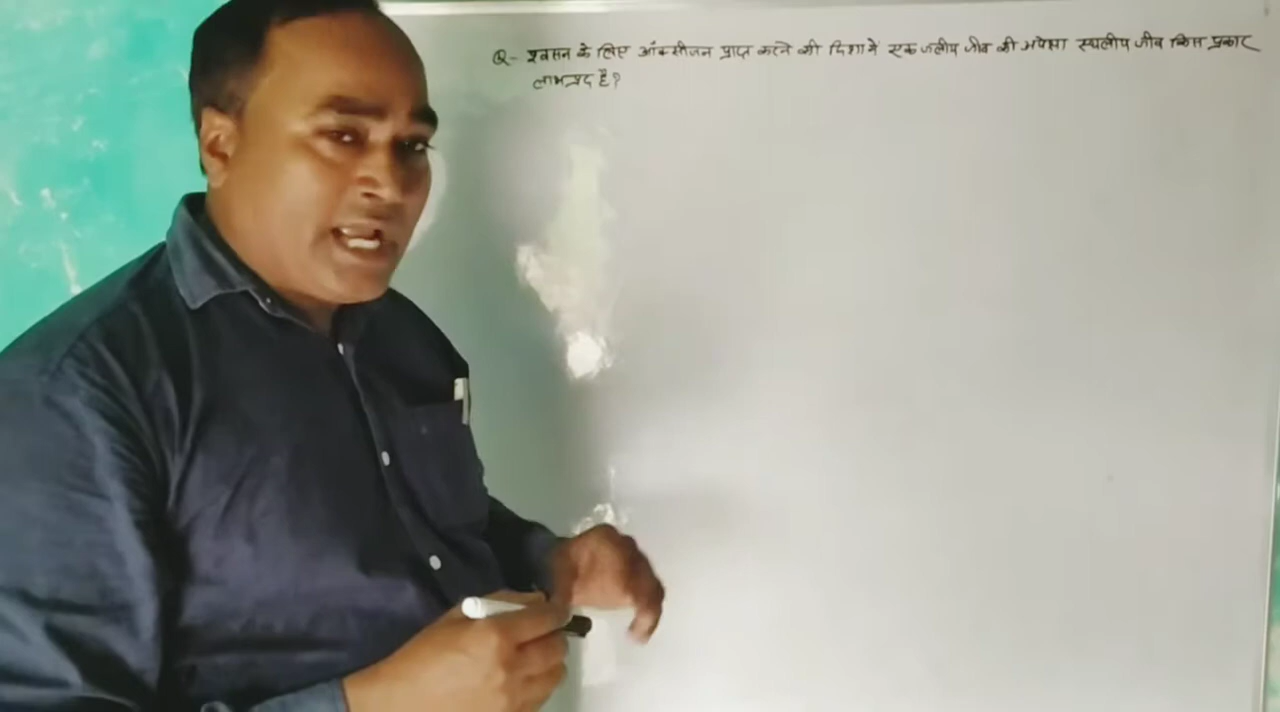 Q- श्वसन के लिए ऑक्सीजन प्राप्त करने की दिशा में एक जलीय जीव की अपेक्षा स्थलीय जीव किस प्रकार
लाभप्रद है?